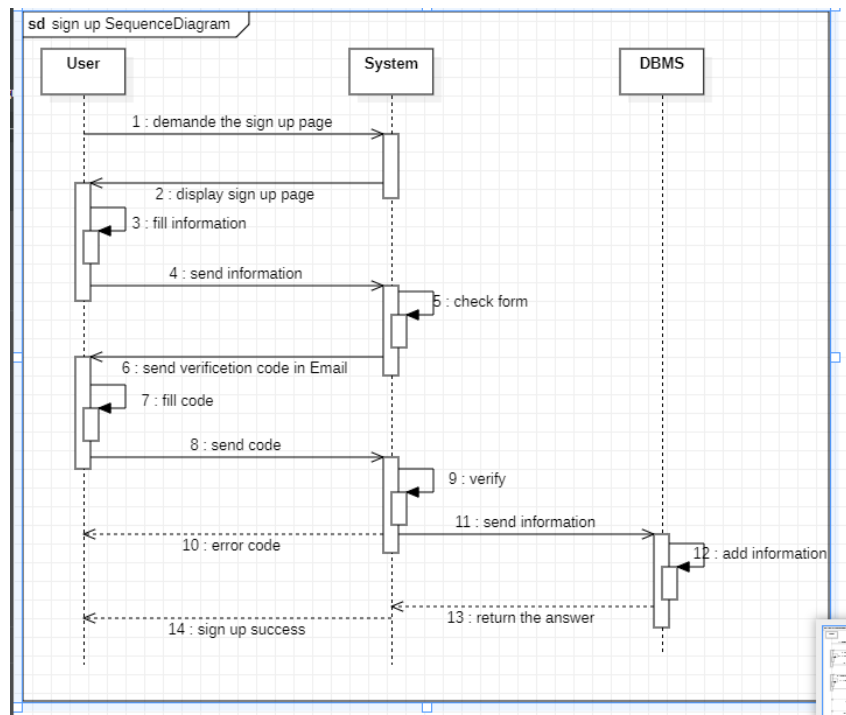 sd sign up SequenceDiagram
User
System
DBMS
1 : demande the sign up page
2 : display sign up page
3 : fill information
4 : send information
5 : check form
6 : send verificetion code in Email
7 : fill code
8 : send code
9 : verify
11 : send information
10 : error code
12 : add information
13 : return the answer
14 : sign up success